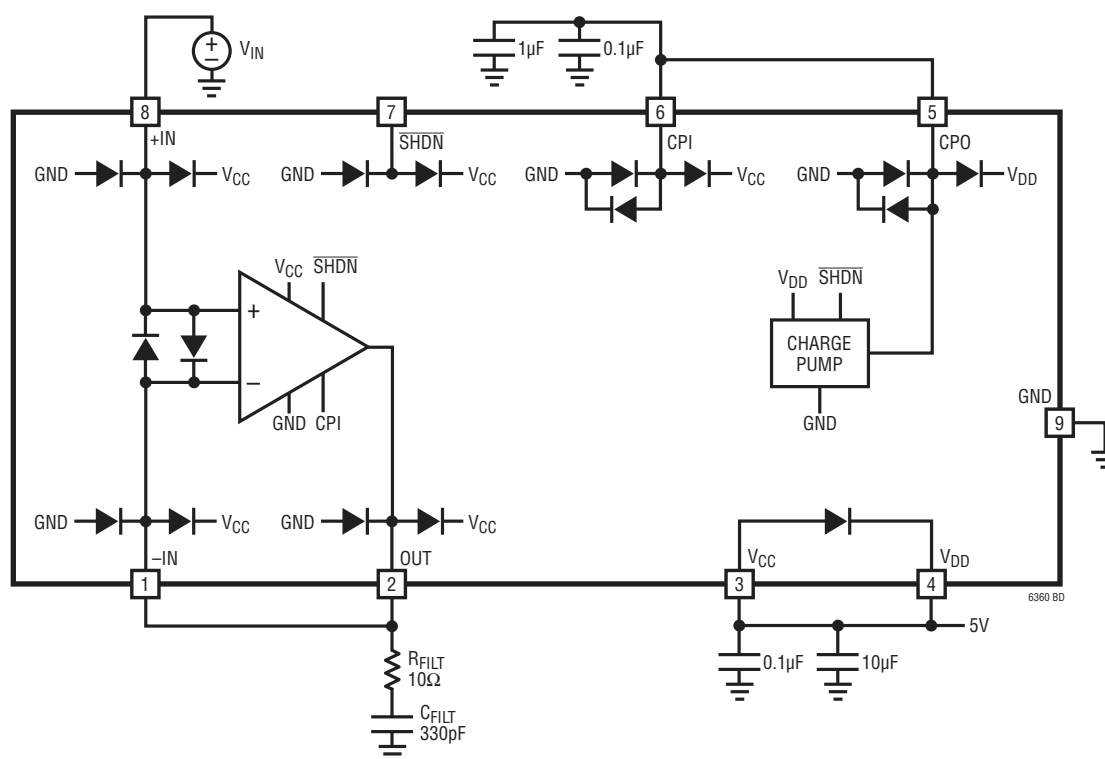 +
−
VIN
1µF
0.1µF
8
7
6
5
+IN
SHDN
CPI
CPO
GND
VCC
GND
VCC
GND
VCC
GND
VDD
VCC
SHDN
+
−
GND
CPI
VDD
SHDN
CHARGE
PUMP
GND
GND
9
GND
VCC
GND
VCC
−IN
OUT
VCC
VDD
1
2
3
4
6360 BD
5V
0.1µF
10µF
RFILT
10Ω
CFILT
330pF